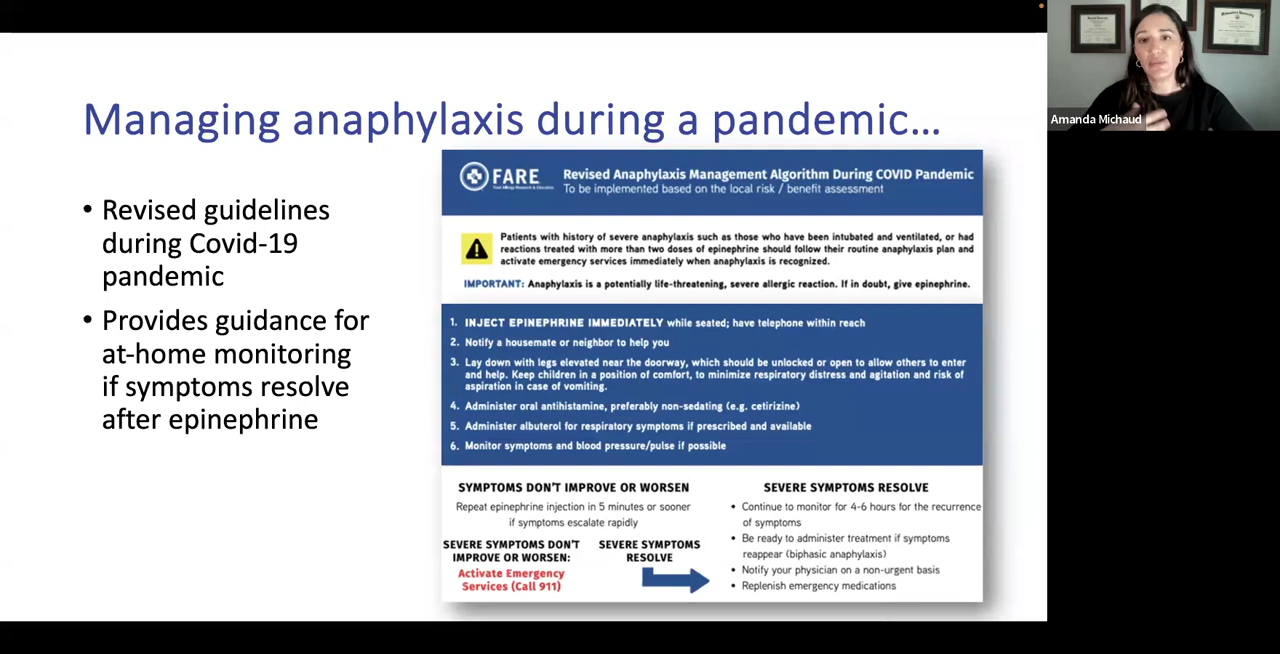 Managing anaphylaxis during a pandemic...
• Revised guidelines
during Covid-19
pandemic
• Provides guidance for
at-home monitoring
if symptoms resolve
after epinephrine
FARE
Food Allergy Research & Education
Revised Anaphylaxis Management Algorithm During COVID Pandemic
To be implemented based on the local risk / benefit assessment
Patients with history of severe anaphylaxis such as those who have been intubated and ventilated, or had
reactions treated with more than two doses of epinephrine should follow their routine anaphylaxis plan and
activate emergency services immediately when anaphylaxis is recognized.
IMPORTANT: Anaphylaxis is a potentially life-threatening, severe allergic reaction. If in doubt, give epinephrine.
1. INJECT EPINEPHRINE IMMEDIATELY while seated; have telephone within reach
2. Notify a housemate or neighbor to help you
3. Lay down with legs elevated near the doorway, which should be unlocked or open to allow others to enter
and help. Keep children in a position of comfort, to minimize respiratory distress and agitation and risk of
aspiration in case of vomiting.
4. Administer oral antihistamine, preferably non-sedating (e.g. cetirizine)
5. Administer albuterol for respiratory symptoms if prescribed and available
6. Monitor symptoms and blood pressure/pulse if possible
SYMPTOMS DON'T IMPROVE OR WORSEN
Repeat epinephrine injection in 5 minutes or sooner
if symptoms escalate rapidly
SEVERE SYMPTOMS DON'T
IMPROVE OR WORSEN:
Activate Emergency
Services (Call 911)
SEVERE SYMPTOMS
RESOLVE
SEVERE SYMPTOMS RESOLVE
• Continue to monitor for 4-6 hours for the recurrence
of symptoms
• Be ready to administer treatment if symptoms
reappear (biphasic anaphylaxis)
• Notify your physician on a non-urgent basis
• Replenish emergency medications
Amanda Michaud